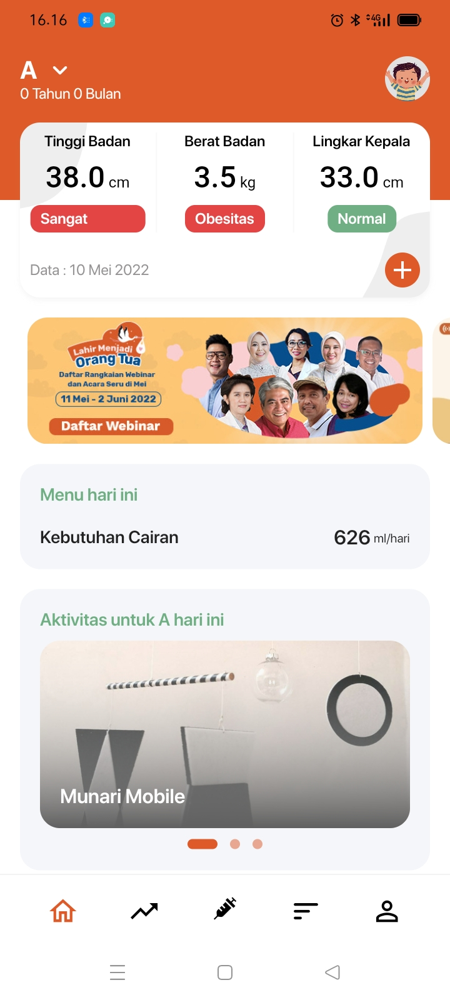 16.16
4G
A
0 Tahun 0 Bulan
Tinggi Badan
38.0 cm
Sangat
Berat Badan
3.5 kg
Obesitas
Lingkar Kepala
33.0 cm
Normal
Data : 10 Mei 2022
Lahir Menjadi
Orang Tua
Daftar Rangkaian Webinar
dan Acara Seru di Mei
11 Mei - 2 Juni 2022
Daftar Webinar
Menu hari ini
Kebutuhan Cairan
626 ml/hari
Aktivitas untuk A hari ini
Munari Mobile